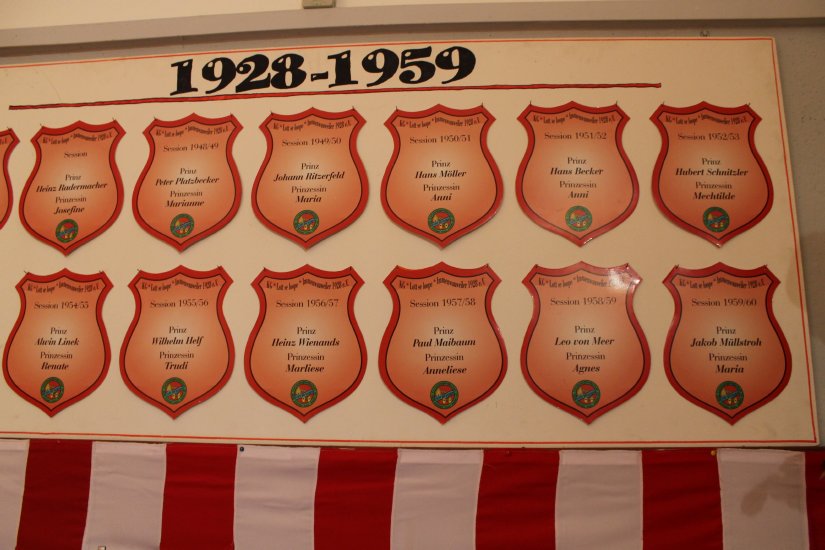 1928-1959
Session
Prinz
Heinz Radermacher
Prinzessin
Josefine
Session 1948/49
Prinz
Peter Platzbecker
Prinzessin
Marianne
Session 1949/50
Prinz
Johann Ritzerfeld
Prinzessin
Maria
Session 1950/51
Prinz
Hans Möller
Prinzessin
Anni
Session 1951/52
Prinz
Hans Becker
Prinzessin
Anni
Session 1952/53
Prinz
Hubert Schnitzler
Prinzessin
Mechtilde
Session 1954/55
Prinz
Alwin Linek
Prinzessin
Renate
Session 1955/56
Prinz
Wilhelm Helf
Prinzessin
Trudi
Session 1956/57
Prinz
Heinz Wienands
Prinzessin
Marliese
Session 1957/58
Prinz
Paul Maibaum
Prinzessin
Anneliese
Session 1958/59
Prinz
Leo von Meer
Prinzessin
Agnes
Session 1959/60
Prinz
Jakob Müllstroh
Prinzessin
Maria